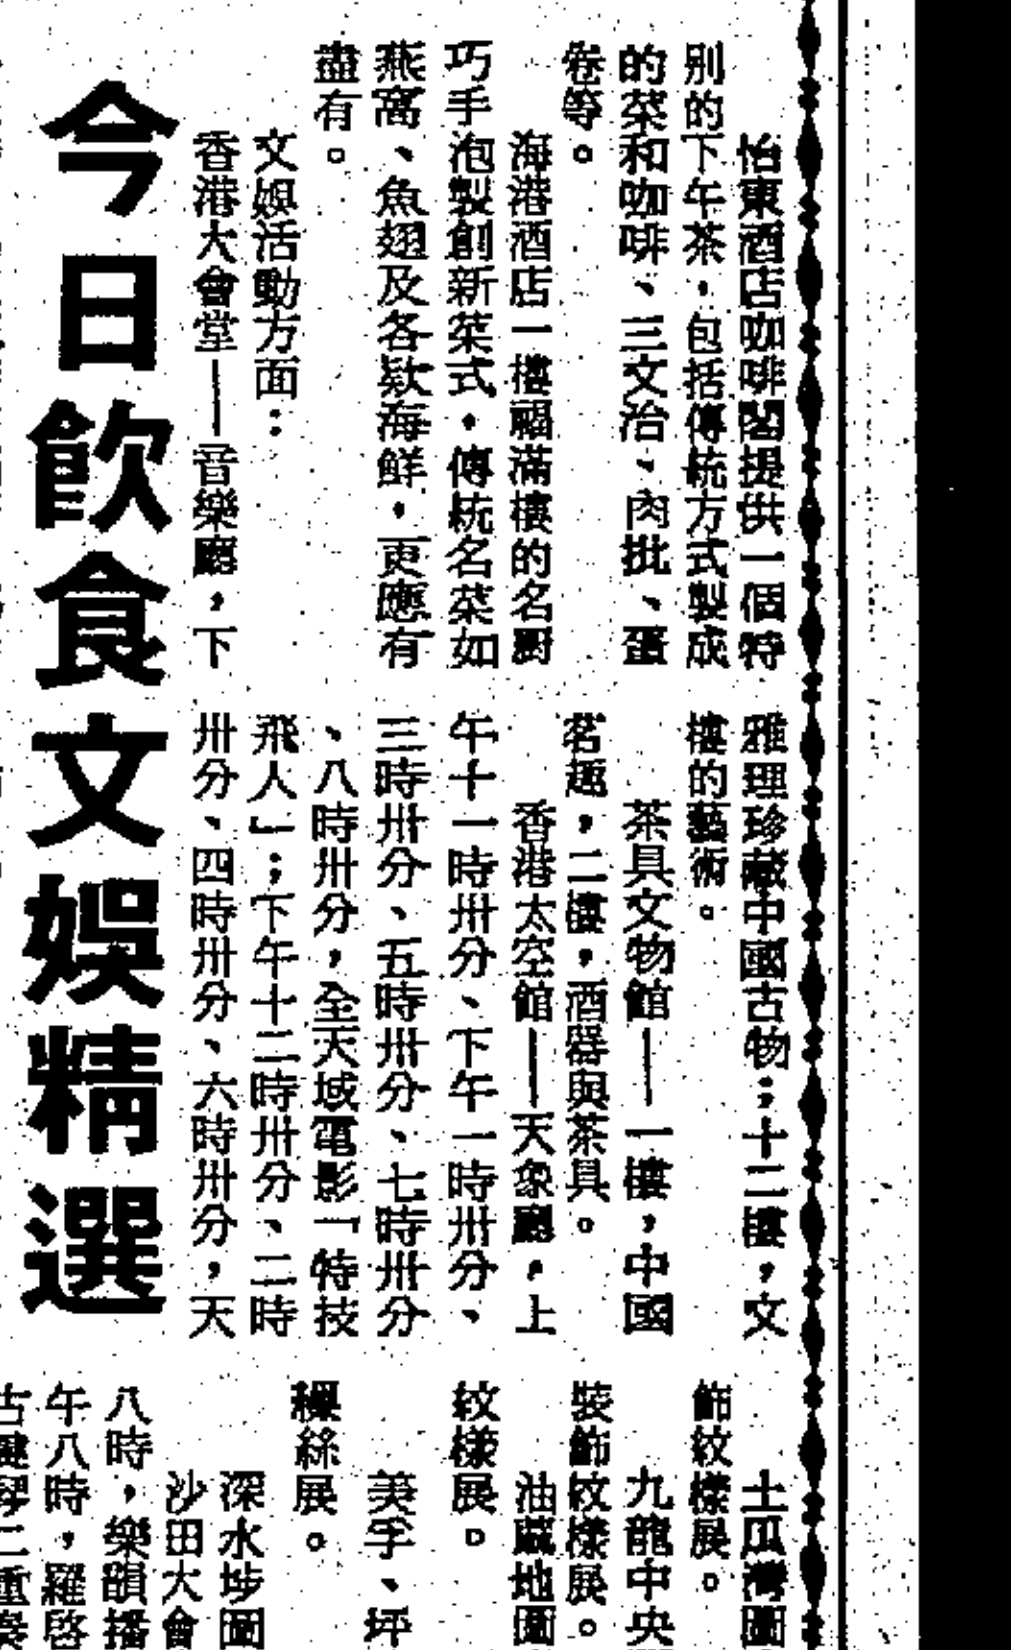 今日飲食文娛精選
怡東酒店咖啡閣提供一個特
別的下午茶，包括傳統方式製成
的茶和咖啡、三文治、肉批、蛋
卷等。
海港酒店一樓福滿樓的名厨
巧手泡製創新菜式，傳統名菜如
燕窩、魚翅及各款海鮮，更應有
盡有。
文娛活動方面：
香港大會堂——音樂廳，下
雅理珍藏中國古物；十二樓，文
樓的藝術。
茶具文物館——一樓，中國
茗趣，二樓，酒器與茶具。
香港太空館——天象廳，上
午十一時卅分、下午一時卅分、
三時卅分、五時卅分、七時卅分
、八時卅分，全天域電影「特技
飛人」；下午十二時卅分、二時
卅分、四時卅分、六時卅分，天
土瓜灣圖
飾紋樣展。
九龍中央
裝飾紋樣展。
油蔴地圖
紋樣展。
美孚、坪
繩絲展。
深水埗圖
沙田大會
八時，樂韻播
午八時，羅啓
古鍵琴二重奏